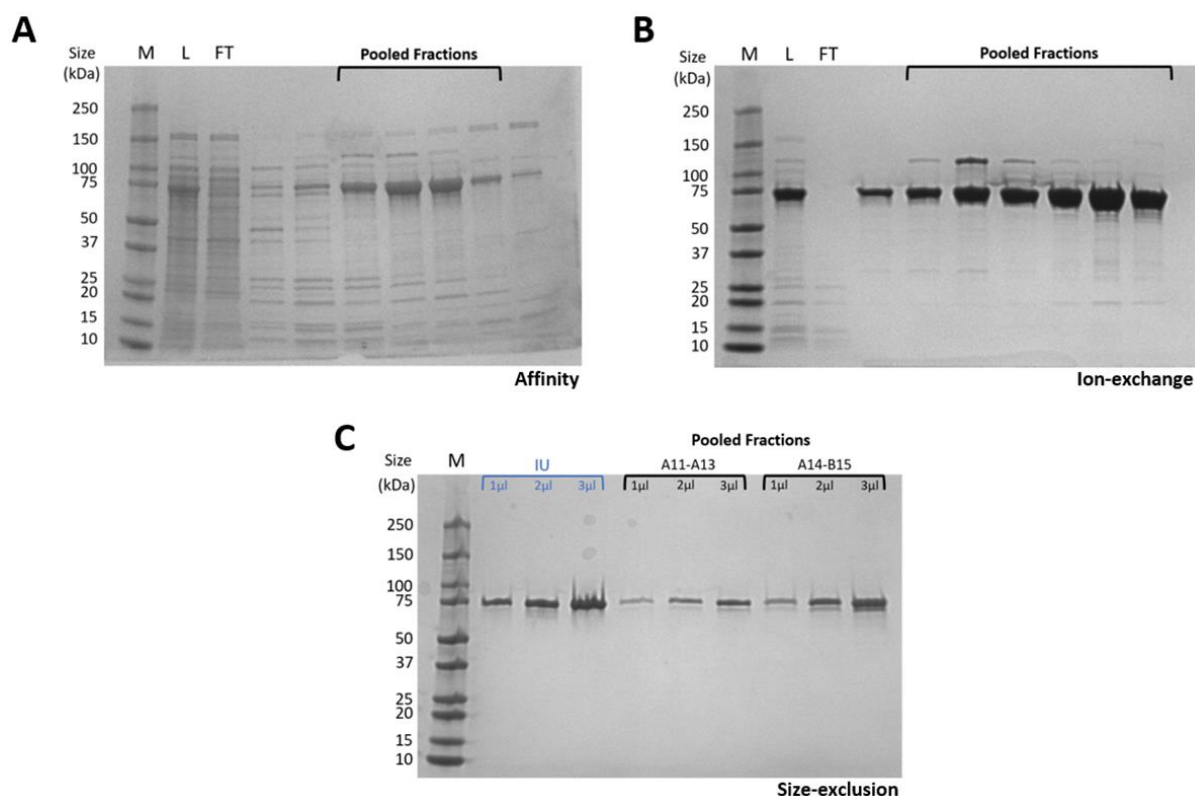 A
Size
(kDa)
M L FT
Pooled Fractions
250
150
100
75
50
37
25
20
15
10
Affinity
B
Size
(kDa)
M L FT
Pooled Fractions
250
150
100
75
50
37
25
20
15
10
Ion-exchange
C
Pooled Fractions
Size
(kDa)
M
IU A11-A13 A14-B15
1µl 2µl 3µl 1µl 2µl 3µl 1µl 2µl 3µl
250
150
100
75
50
37
25
20
15
10
Size-exclusion